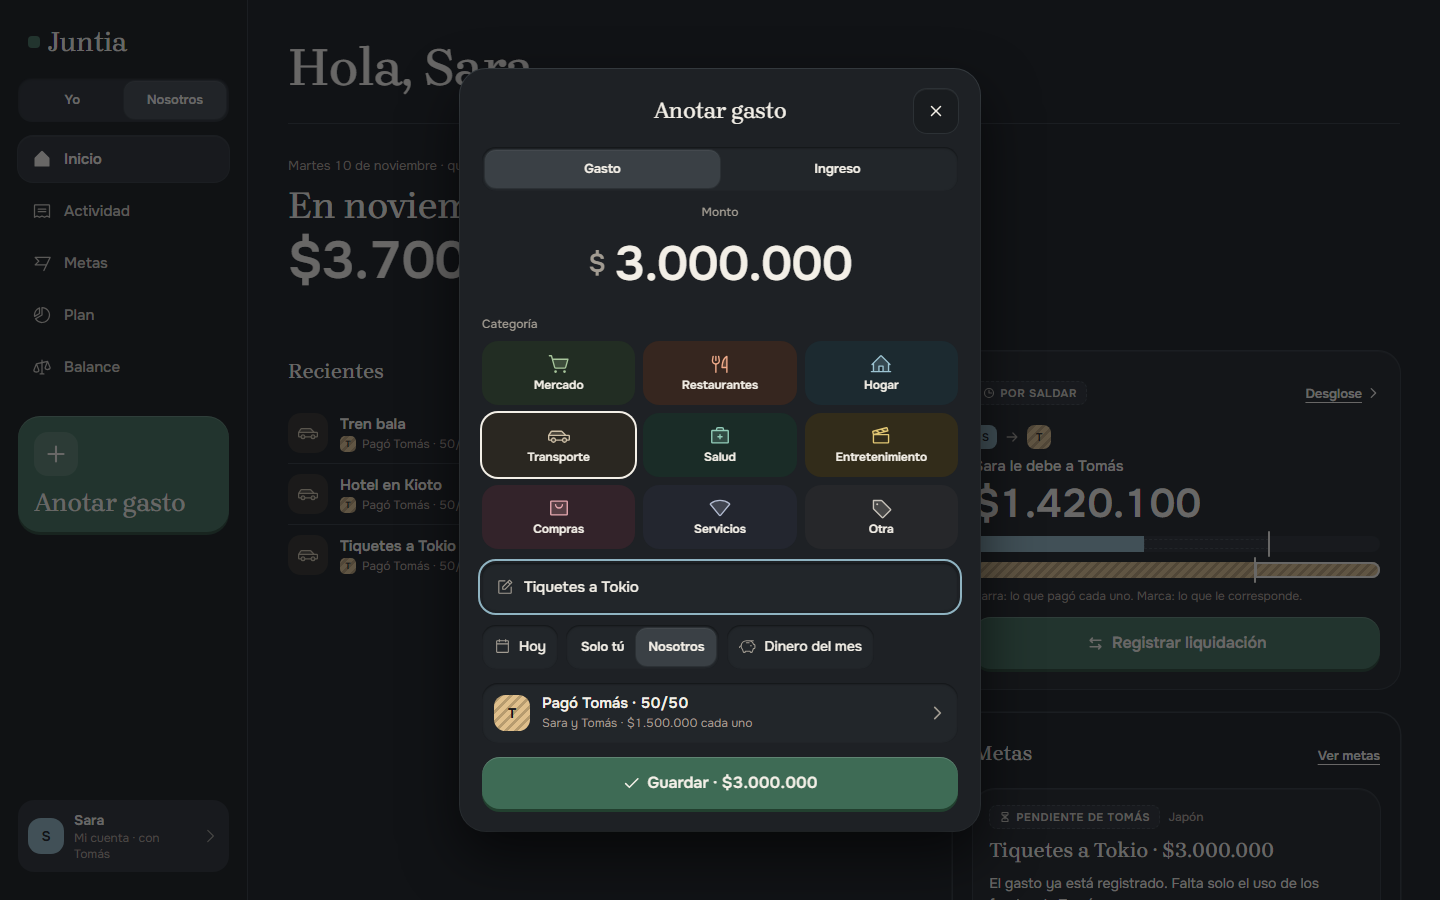 Juntia
Yo
Nosotros
Inicio
Actividad
Metas
Plan
Balance
Anotar gasto
S
Sara
Mi cuenta · con
Tomás
Hola, Sara
Martes 10 de noviembre ·
En
$3.700
Recientes
Tren bala
T
Pagó Tomás · 50/
Hotel en Kioto
T
Pagó Tomás · 50/
Tiquetes a Tokio
T
Pagó Tomás · 50/
Anotar gasto
Gasto
Ingreso
Monto
$ 3.000.000
Categoría
Mercado
Restaurantes
Hogar
Transporte
Salud
Entretenimiento
Compras
Servicios
Otra
Tiquetes a Tokio
Hoy
Solo tú
Nosotros
Dinero del mes
T
Pagó Tomás · 50/50
Sara y Tomás · $1.500.000 cada uno
Guardar · $3.000.000
POR SALDAR
Desglose
S
T
Sara le debe a Tomás
$1.420.100
lo que pagó cada uno. Marca: lo que le corresponde.
Registrar liquidación
Metas
Ver metas
PENDIENTE DE TOMÁS
Japón
Tiquetes a Tokio · $3.000.000
El gasto ya está registrado. Falta solo el uso de los